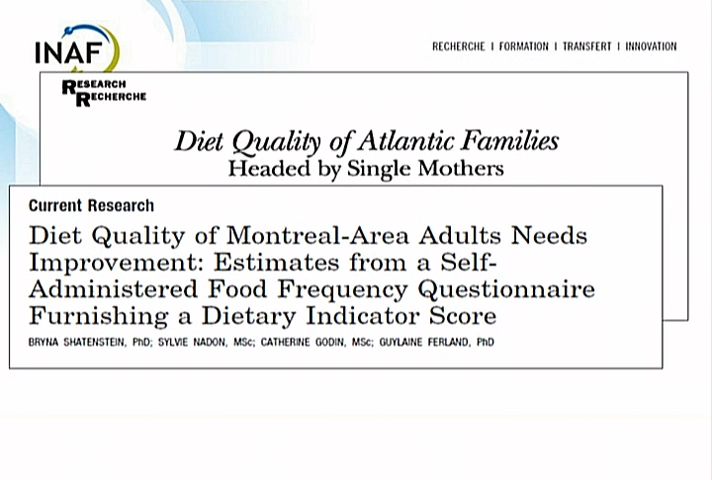 INAF
RECHERCHE I FORMATION I TRANSFERT I INNOVATION
RESEARCH
RECHERCHE
Diet Quality of Atlantic Families
Headed by Single Mothers
Current Research
Diet Quality of Montreal-Area Adults Needs
Improvement: Estimates from a Self-
Administered Food Frequency Questionnaire
Furnishing a Dietary Indicator Score
BRYNA SHATENSTEIN, PhD; SYLVIE NADON, MSc; CATHERINE GODIN, MSc; GUYLAINE FERLAND, PhD